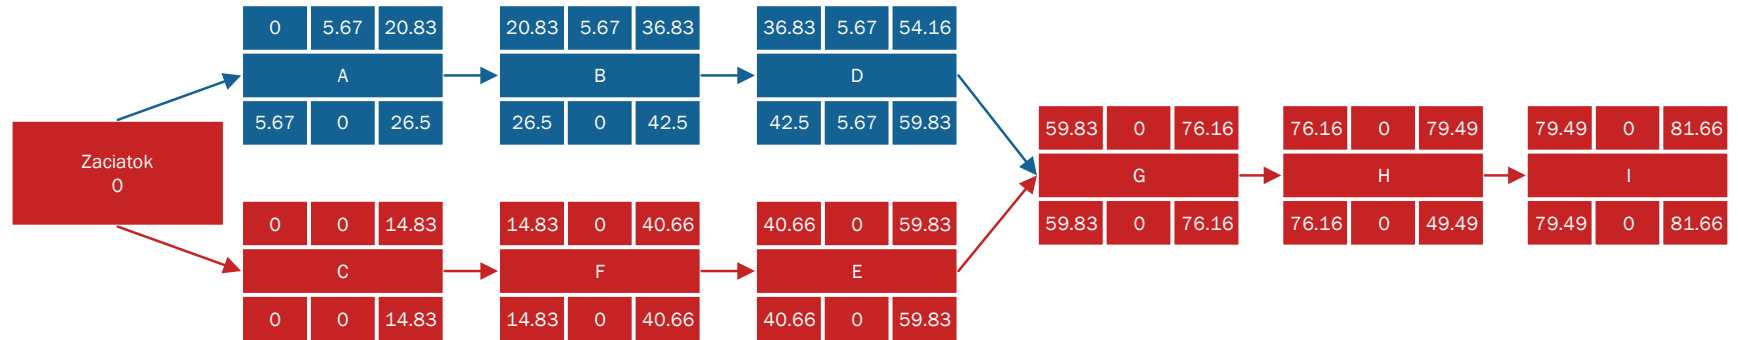 0 5.67 20.83
A
5.67 0 26.5
20.83 5.67 36.83
B
26.5 0 42.5
36.83 5.67 54.16
D
42.5 5.67 59.83
Zaciatok
0
0 0 14.83
C
0 0 14.83
14.83 0 40.66
F
14.83 0 40.66
40.66 0 59.83
E
40.66 0 59.83
59.83 0 76.16
G
59.83 0 76.16
76.16 0 79.49
H
76.16 0 49.49
79.49 0 81.66
I
79.49 0 81.66